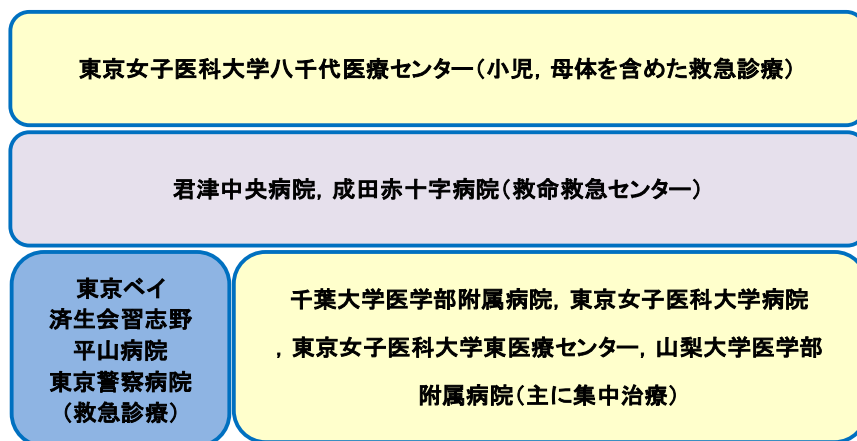 東京女子医科大学八千代医療センター（小児，母体を含めた救急診療）
君津中央病院，成田赤十字病院（救命救急センター）
東京ベイ
済生会習志野
平山病院
東京警察病院
（救急診療）
千葉大学医学部附属病院，東京女子医科大学病院
，東京女子医科大学東医療センター，山梨大学医学部
附属病院（主に集中治療）